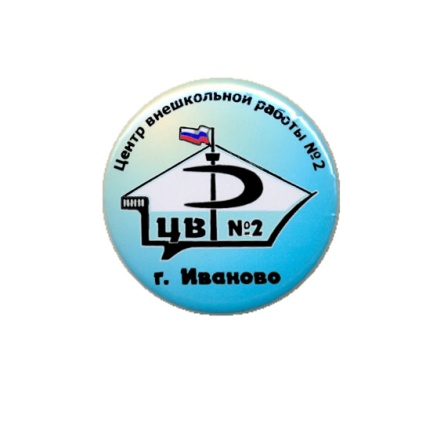 Центр внешкольной работы №2
ЦВР №2
г. Иваново